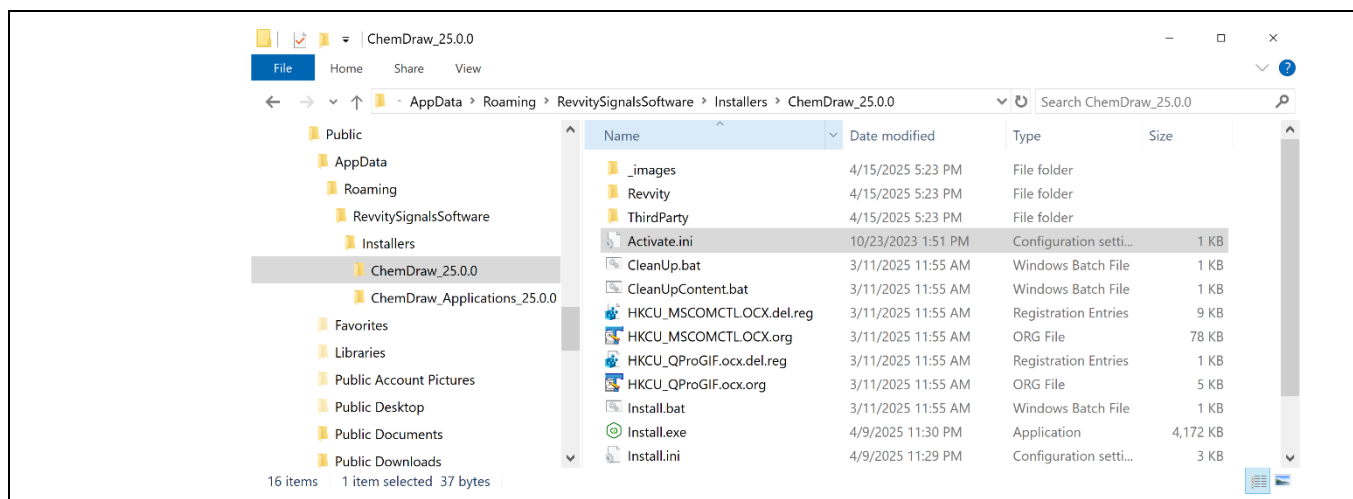 ChemDraw_25.0.0
File Home Share View
AppData Roaming RevvitySignalsSoftware Installers ChemDraw_25.0.0 Search ChemDraw_25.0.0
Public
AppData
Roaming
RevvitySignalsSoftware
Installers
ChemDraw_25.0.0
ChemDraw_Applications_25.0.0
Favorites
Libraries
Public Account Pictures
Public Desktop
Public Documents
Public Downloads
Name Date modified Type Size
_images 4/15/2025 5:23 PM File folder
Revvity 4/15/2025 5:23 PM File folder
ThirdParty 4/15/2025 5:23 PM File folder
Activate.ini 10/23/2023 1:51 PM Configuration setti... 1 KB
CleanUp.bat 3/11/2025 11:55 AM Windows Batch File 1 KB
CleanUpContent.bat 3/11/2025 11:55 AM Windows Batch File 1 KB
HKCU_MSCOMCTL.OCX.del.reg 3/11/2025 11:55 AM Registration Entries 9 KB
HKCU_MSCOMCTL.OCX.org 3/11/2025 11:55 AM ORG File 78 KB
HKCU_QProGIF.ocx.del.reg 3/11/2025 11:55 AM Registration Entries 1 KB
HKCU_QProGIF.ocx.org 3/11/2025 11:55 AM ORG File 5 KB
Install.bat 3/11/2025 11:55 AM Windows Batch File 1 KB
Install.exe 4/9/2025 11:30 PM Application 4,172 KB
Install.ini 4/9/2025 11:29 PM Configuration setti... 3 KB
16 items 1 item selected 37 bytes